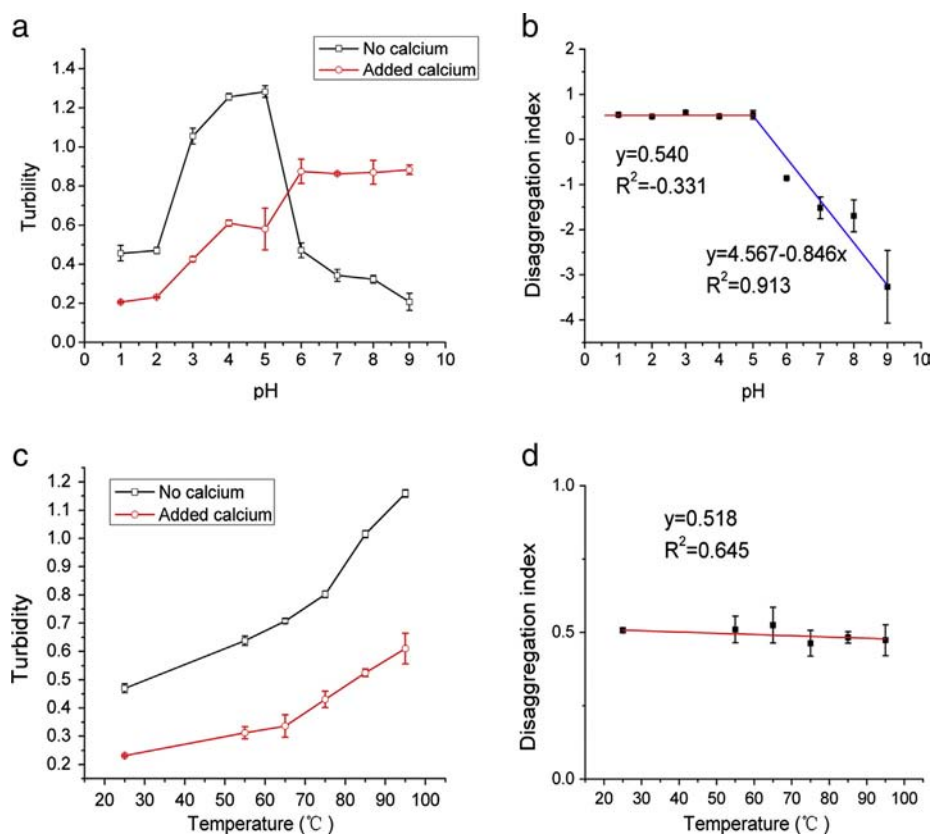 a
No calcium
Added calcium
1.4
1.2
1.0
0.8
0.6
0.4
0.2
0.0
Turbility
0 1 2 3 4 5 6 7 8 9 10
pH
b
2
1
0
-1
-2
-3
-4
Disaggregation index
y=0.540
R²=-0.331
y=4.567-0.846x
R²=0.913
0 1 2 3 4 5 6 7 8 9 10
pH
c
No calcium
Added calcium
1.2
1.1
1.0
0.9
0.8
0.7
0.6
0.5
0.4
0.3
0.2
Turbidity
20 30 40 50 60 70 80 90 100
Temperature (℃)
d
1.0
0.5
0.0
Disaggregation index
y=0.518
R²=0.645
20 30 40 50 60 70 80 90 100
Temperature (℃)